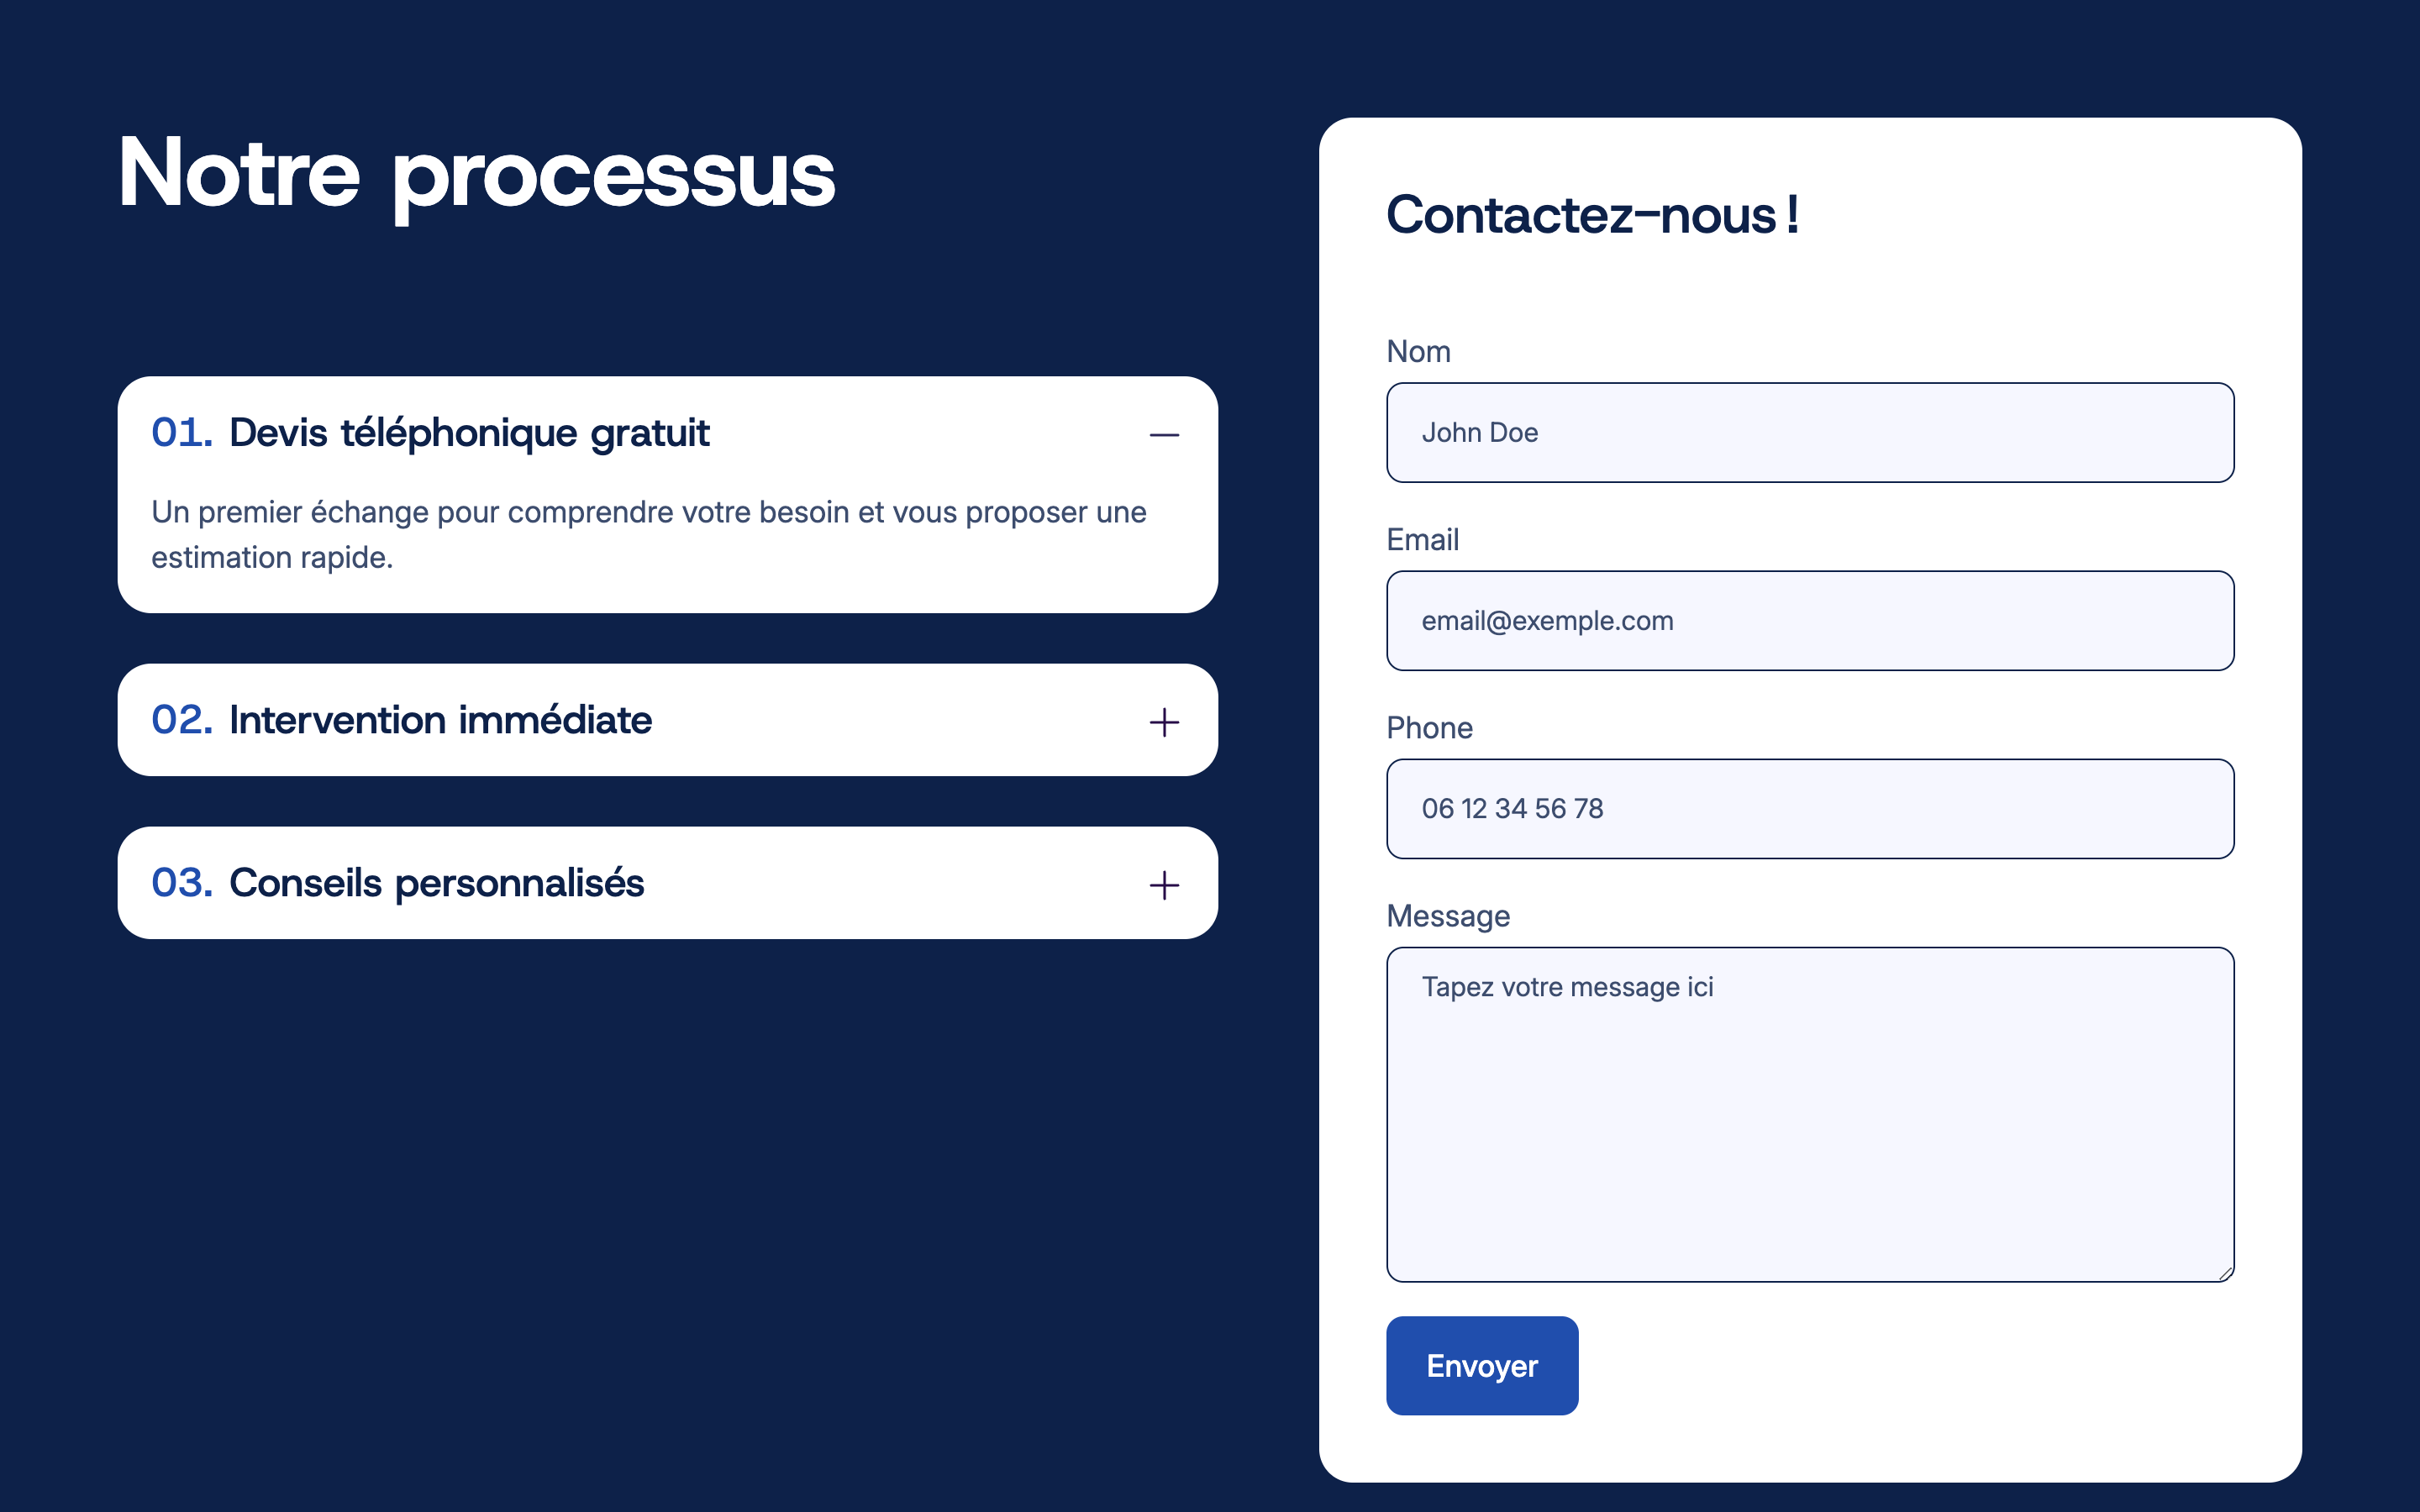 Notre processus
01. Devis téléphonique gratuit
Un premier échange pour comprendre votre besoin et vous proposer une
estimation rapide.
02. Intervention immédiate
03. Conseils personnalisés
Contactez-nous !
Nom
John Doe
Email
email@exemple.com
Phone
06 12 34 56 78
Message
Tapez votre message ici
Envoyer